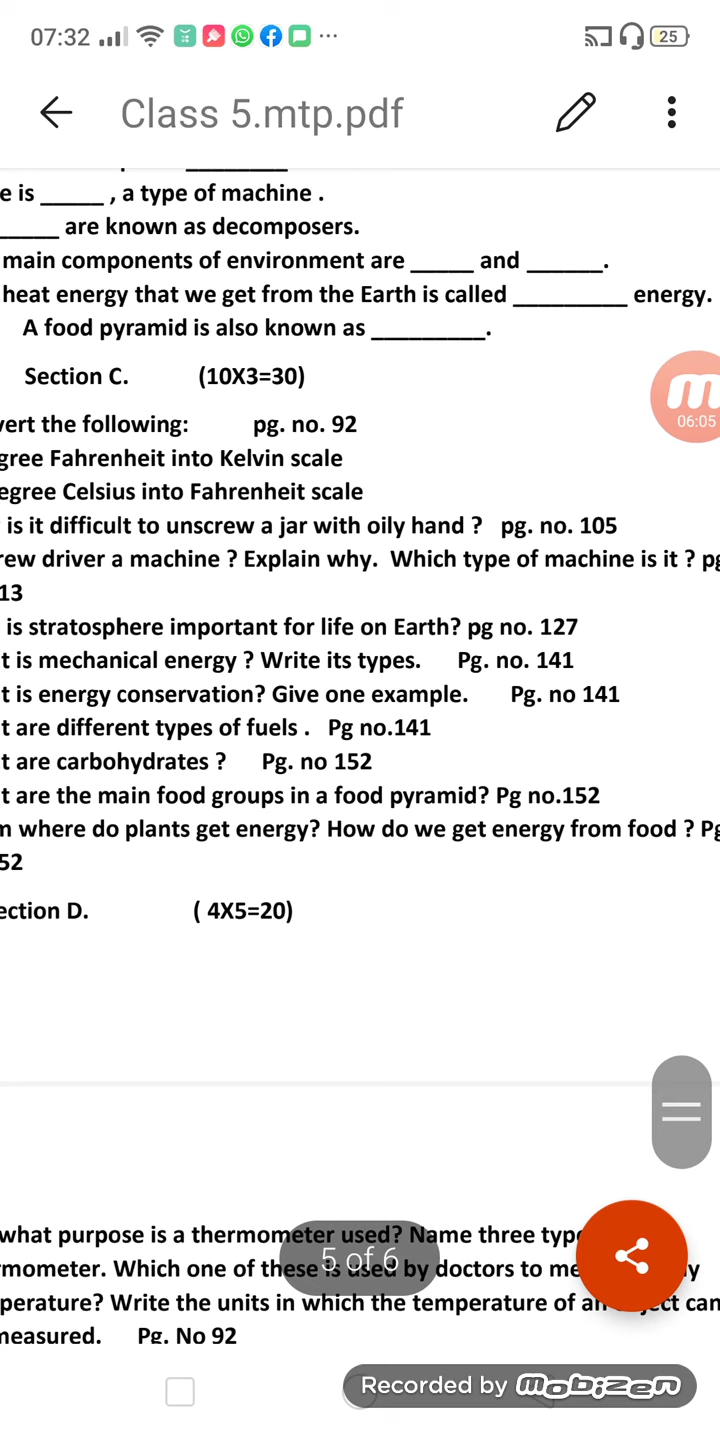 07:32 ... 25
Class 5.mtp.pdf
e is _____ , a type of machine .
_____ are known as decomposers.
main components of environment are _____ and ______.
heat energy that we get from the Earth is called _________ energy.
A food pyramid is also known as _________.
Section C. (10X3=30)
vert the following: pg. no. 92
06:05
gree Fahrenheit into Kelvin scale
egree Celsius into Fahrenheit scale
is it difficult to unscrew a jar with oily hand ? pg. no. 105
rew driver a machine ? Explain why. Which type of machine is it ? pg
13
is stratosphere important for life on Earth? pg no. 127
t is mechanical energy ? Write its types. Pg. no. 141
t is energy conservation? Give one example. Pg. no 141
t are different types of fuels . Pg no.141
t are carbohydrates ? Pg. no 152
t are the main food groups in a food pyramid? Pg no.152
m where do plants get energy? How do we get energy from food ? Pg
52
ection D. ( 4X5=20)
what purpose is a thermometer used? Name three typ
5 of 6
rmometer. Which one of these is used by doctors to me y
perature? Write the units in which the temperature of an ct can
measured. Pg. No 92
Recorded by Mobizen